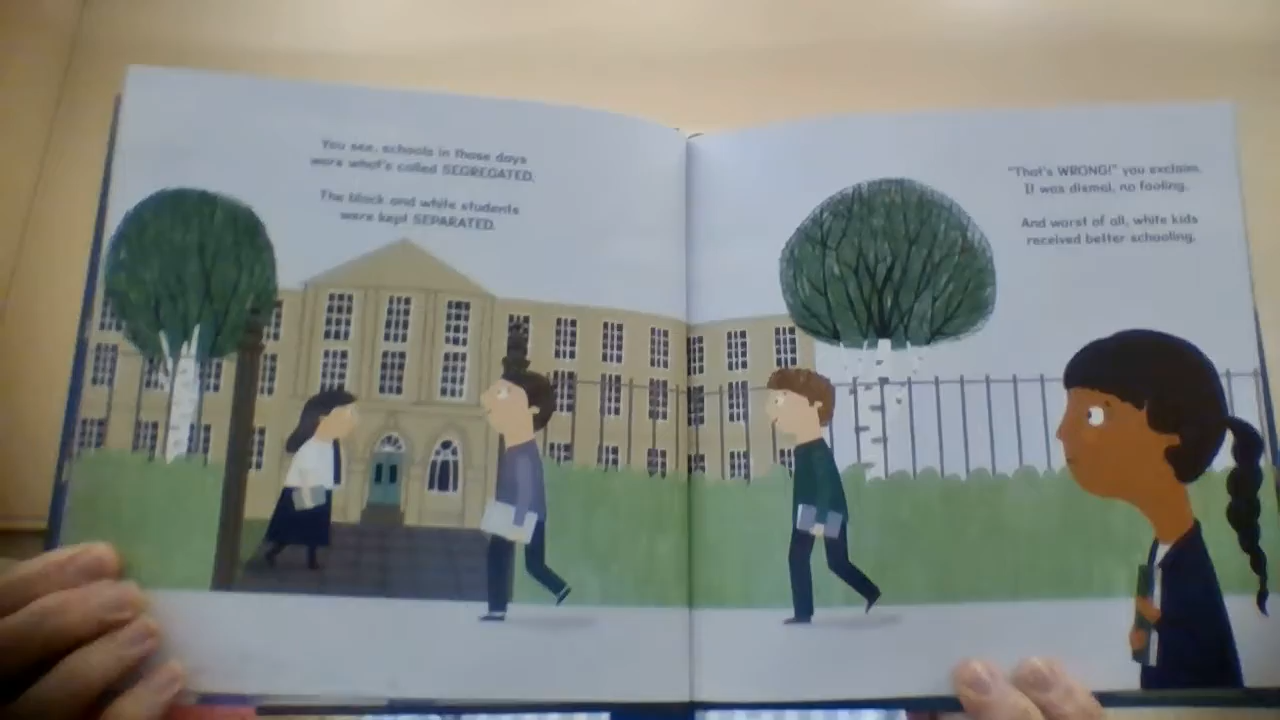 You see, schools in those days
were what's called SEGREGATED.
The black and white students
were kept SEPARATED.
"That's WRONG!" you exclaim.
It was dismal, no fooling.
And worst of all, white kids
received better schooling.